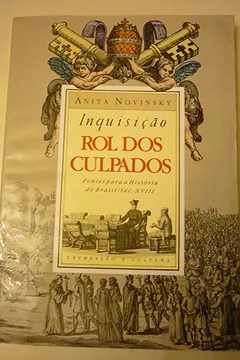 ANITA NOVINSKY
Inquisição
ROL DOS
CULPADOS
Fontes para a História
do Brasil/Séc. XVIII
EXPRESSÃO E CULTURA